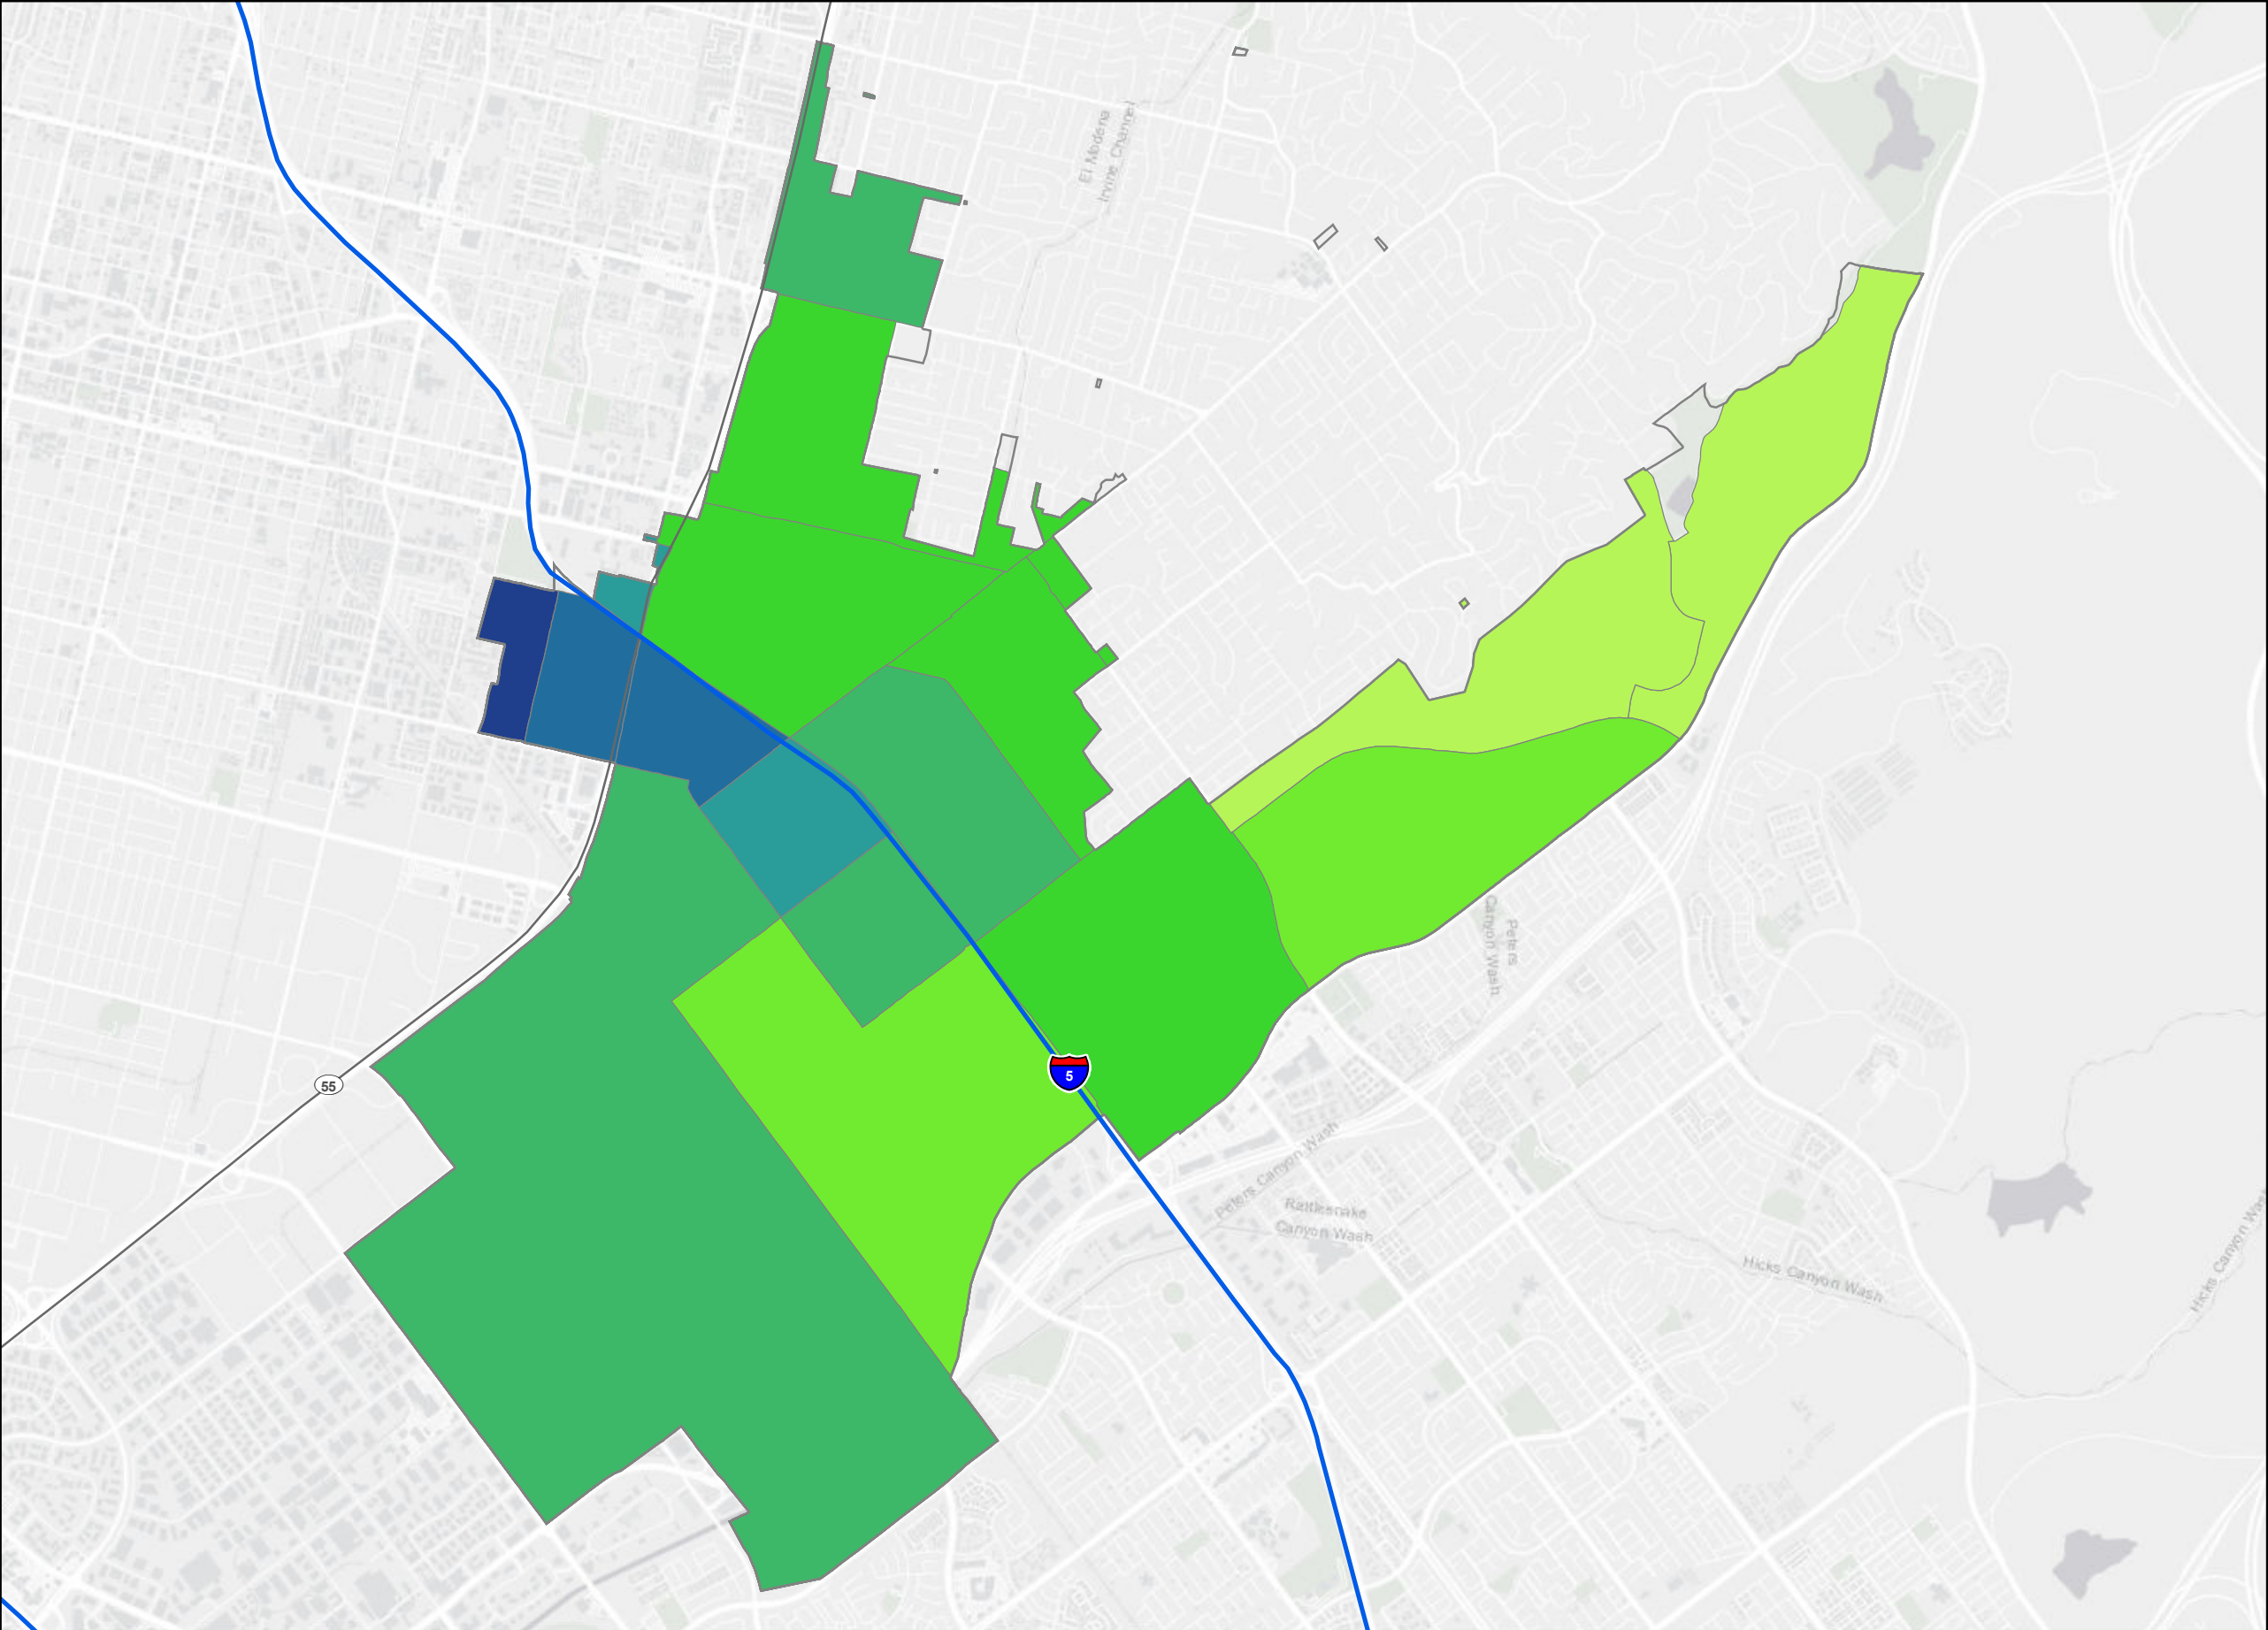 El Modena
Irvine Channel
Peters
Canyon Wash
5
55
Peters Canyon Wash
Rattlesnake
Canyon Wash
Hicks Canyon Wash
Hicks Canyon Wash